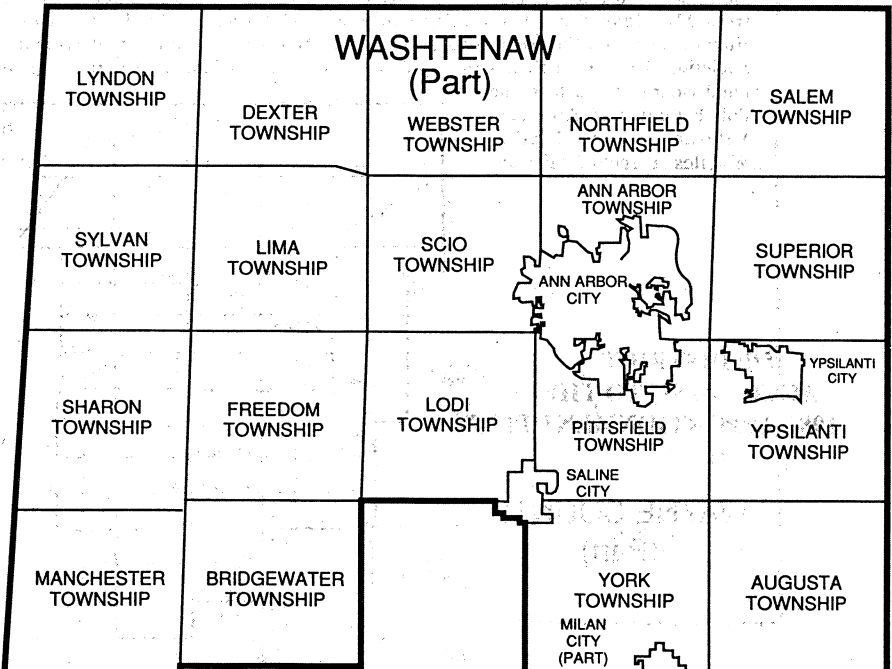 WASHTENAW
(Part)
LYNDON
TOWNSHIP
DEXTER
TOWNSHIP
WEBSTER
TOWNSHIP
NORTHFIELD
TOWNSHIP
SALEM
TOWNSHIP
SYLVAN
TOWNSHIP
LIMA
TOWNSHIP
SCIO
TOWNSHIP
ANN ARBOR
TOWNSHIP
ANN ARBOR
CITY
SUPERIOR
TOWNSHIP
SHARON
TOWNSHIP
FREEDOM
TOWNSHIP
LODI
TOWNSHIP
PITTSFIELD
TOWNSHIP
YPSILANTI
CITY
YPSILANTI
TOWNSHIP
SALINE
CITY
MANCHESTER
TOWNSHIP
BRIDGEWATER
TOWNSHIP
YORK
TOWNSHIP
AUGUSTA
TOWNSHIP
MILAN
CITY
(PART)